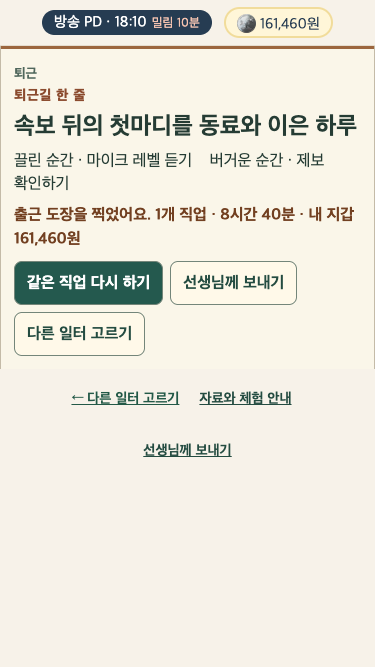 방송 PD · 18:10 밀림 10분
161,460원
퇴근
퇴근길 한 줄
속보 뒤의 첫마디를 동료와 이은 하루
끌린 순간 · 마이크 레벨 듣기 버거운 순간 · 제보
확인하기
출근 도장을 찍었어요. 1개 직업 · 8시간 40분 · 내 지갑
161,460원
같은 직업 다시 하기
선생님께 보내기
다른 일터 고르기
← 다른 일터 고르기
자료와 체험 안내
선생님께 보내기